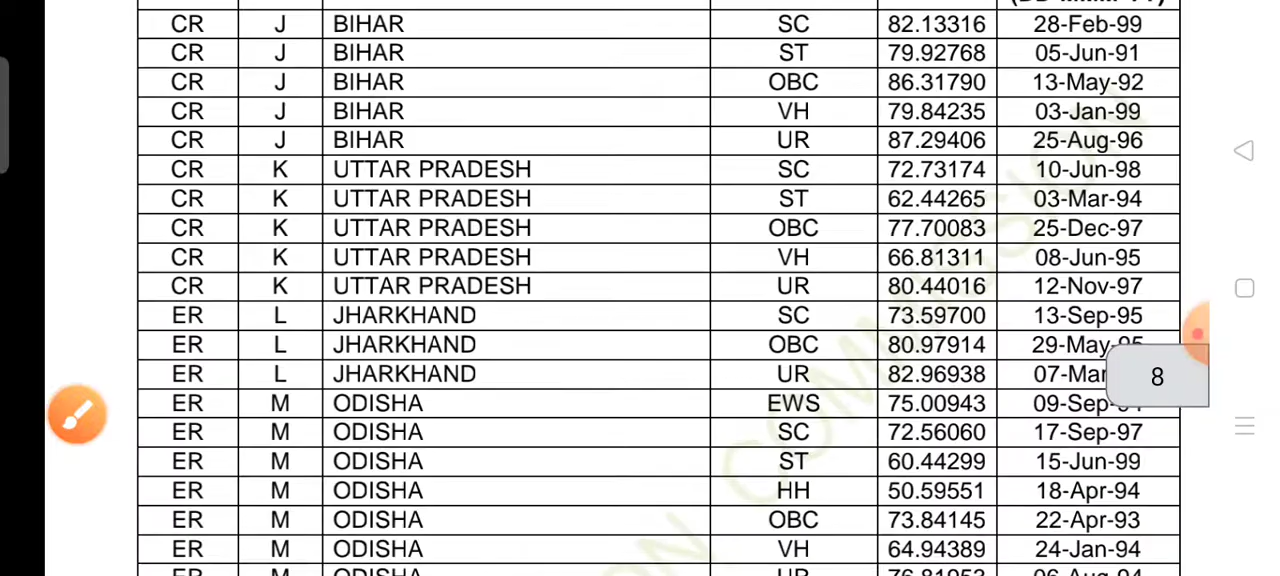 CR J BIHAR SC 82.13316 28-Feb-99
CR J BIHAR ST 79.92768 05-Jun-91
CR J BIHAR OBC 86.31790 13-May-92
CR J BIHAR VH 79.84235 03-Jan-99
CR J BIHAR UR 87.29406 25-Aug-96
CR K UTTAR PRADESH SC 72.73174 10-Jun-98
CR K UTTAR PRADESH ST 62.44265 03-Mar-94
CR K UTTAR PRADESH OBC 77.70083 25-Dec-97
CR K UTTAR PRADESH VH 66.81311 08-Jun-95
CR K UTTAR PRADESH UR 80.44016 12-Nov-97
ER L JHARKHAND SC 73.59700 13-Sep-95
ER L JHARKHAND OBC 80.97914 29-May-95
ER L JHARKHAND UR 82.96938 07-Mar
8
ER M ODISHA EWS 75.00943 09-Sep-
ER M ODISHA SC 72.56060 17-Sep-97
ER M ODISHA ST 60.44299 15-Jun-99
ER M ODISHA HH 50.59551 18-Apr-94
ER M ODISHA OBC 73.84145 22-Apr-93
ER M ODISHA VH 64.94389 24-Jan-94
ER M ODISHA UR
COMMISSION